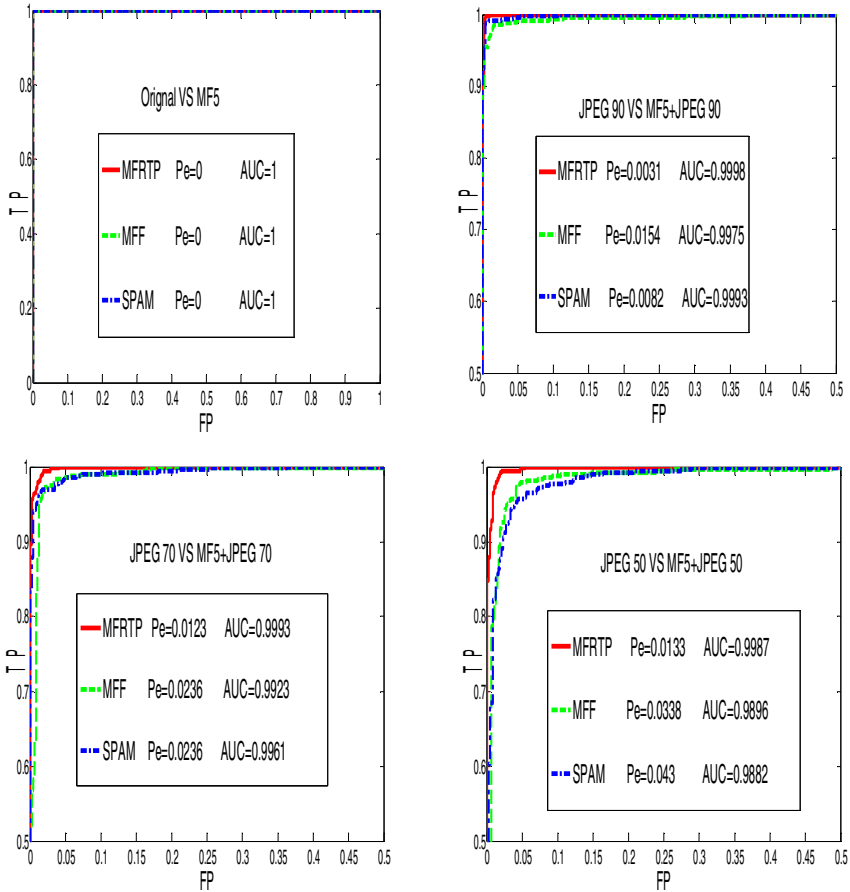 Orignal VS MF5
MFRTP Pe=0 AUC=1
MFF Pe=0 AUC=1
SPAM Pe=0 AUC=1
T P
1
0.8
0.6
0.4
0.2
0
0 0.1 0.2 0.3 0.4 0.5 0.6 0.7 0.8 0.9 1
FP
JPEG 90 VS MF5+JPEG 90
MFRTP Pe=0.0031 AUC=0.9998
MFF Pe=0.0154 AUC=0.9975
SPAM Pe=0.0082 AUC=0.9993
T P
1
0.9
0.8
0.7
0.6
0.5
0 0.05 0.1 0.15 0.2 0.25 0.3 0.35 0.4 0.45 0.5
FP
JPEG 70 VS MF5+JPEG 70
MFRTP Pe=0.0123 AUC=0.9993
MFF Pe=0.0236 AUC=0.9923
SPAM Pe=0.0236 AUC=0.9961
T P
1
0.9
0.8
0.7
0.6
0.5
0 0.05 0.1 0.15 0.2 0.25 0.3 0.35 0.4 0.45 0.5
FP
JPEG 50 VS MF5+JPEG 50
MFRTP Pe=0.0133 AUC=0.9987
MFF Pe=0.0338 AUC=0.9896
SPAM Pe=0.043 AUC=0.9882
T P
1
0.9
0.8
0.7
0.6
0.5
0 0.05 0.1 0.15 0.2 0.25 0.3 0.35 0.4 0.45 0.5
FP